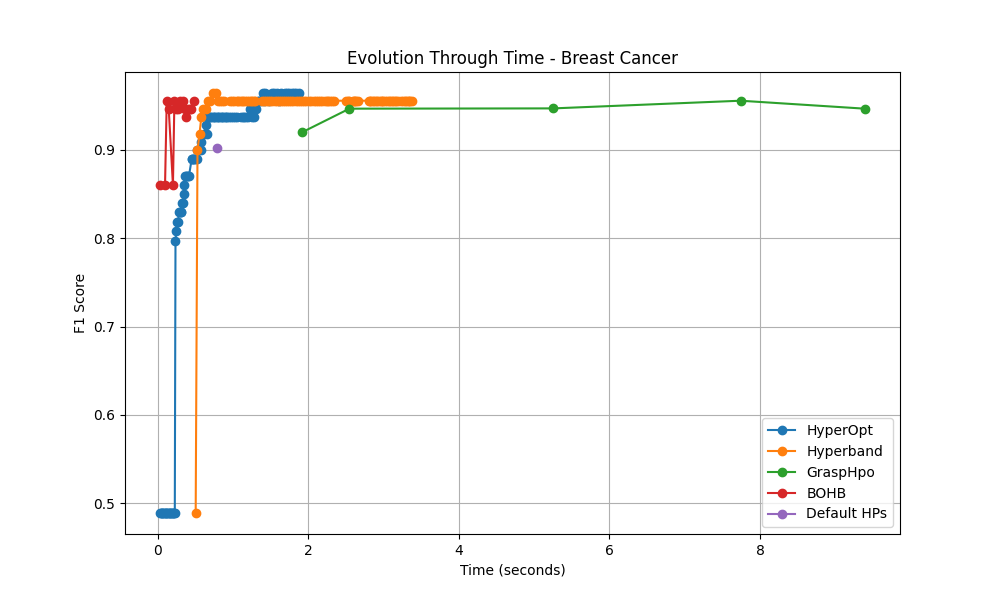 Evolution Through Time - Breast Cancer
F1 Score
0.9
0.8
0.7
0.6
0.5
0
2
4
6
8
Time (seconds)
HyperOpt
Hyperband
GraspHpo
BOHB
Default HPs